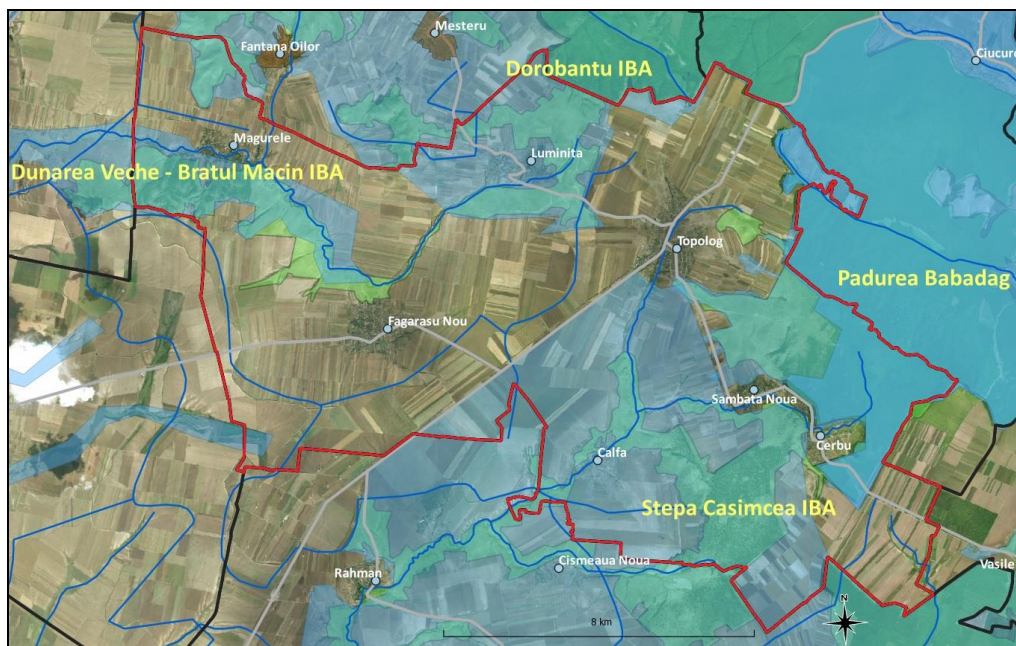 Mesteru
Fantana Oilor
Ciucuro
Dorobantu IBA
Magurele
Luminita
Dunarea Veche - Bratul Macin IBA
Topolog
Padurea Babadag
Fagarasu Nou
Sambata Noua
Cerbu
Calfa
Stepa Casimcea IBA
Cismeaua Noua
Vasile
Rahman
N
8 km